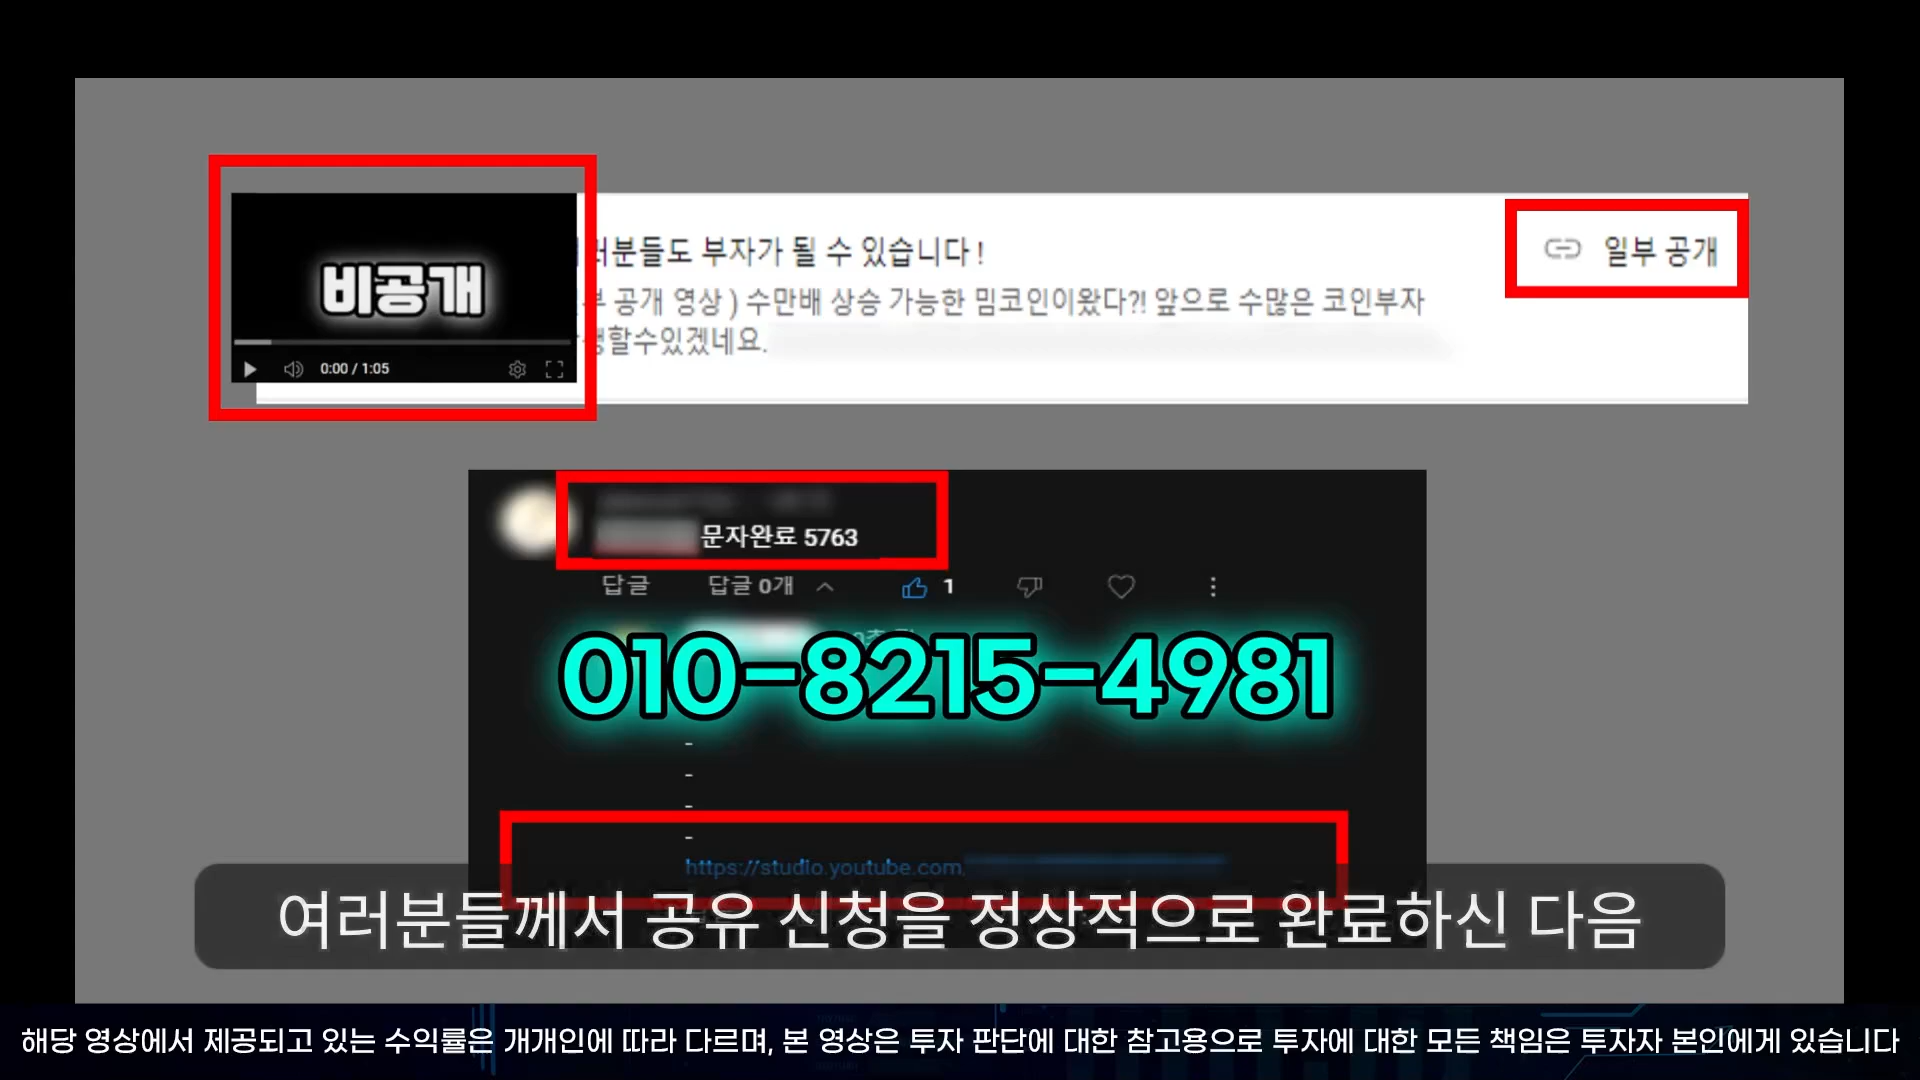 비공개
0:00 / 1:05
러분들도 부자가 될 수 있습니다 !
일부 공개
부 공개 영상 ) 수만배 상승 가능한 밈코인이왔다?! 앞으로 수많은 코인부자
생할수있겠네요.
문자완료 5763
답글 답글 0개 1
010-8215-4981
-
-
-
-
https://studio.youtube.com
여러분들께서 공유 신청을 정상적으로 완료하신 다음
해당 영상에서 제공되고 있는 수익률은 개개인에 따라 다르며, 본 영상은 투자 판단에 대한 참고용으로 투자에 대한 모든 책임은 투자자 본인에게 있습니다